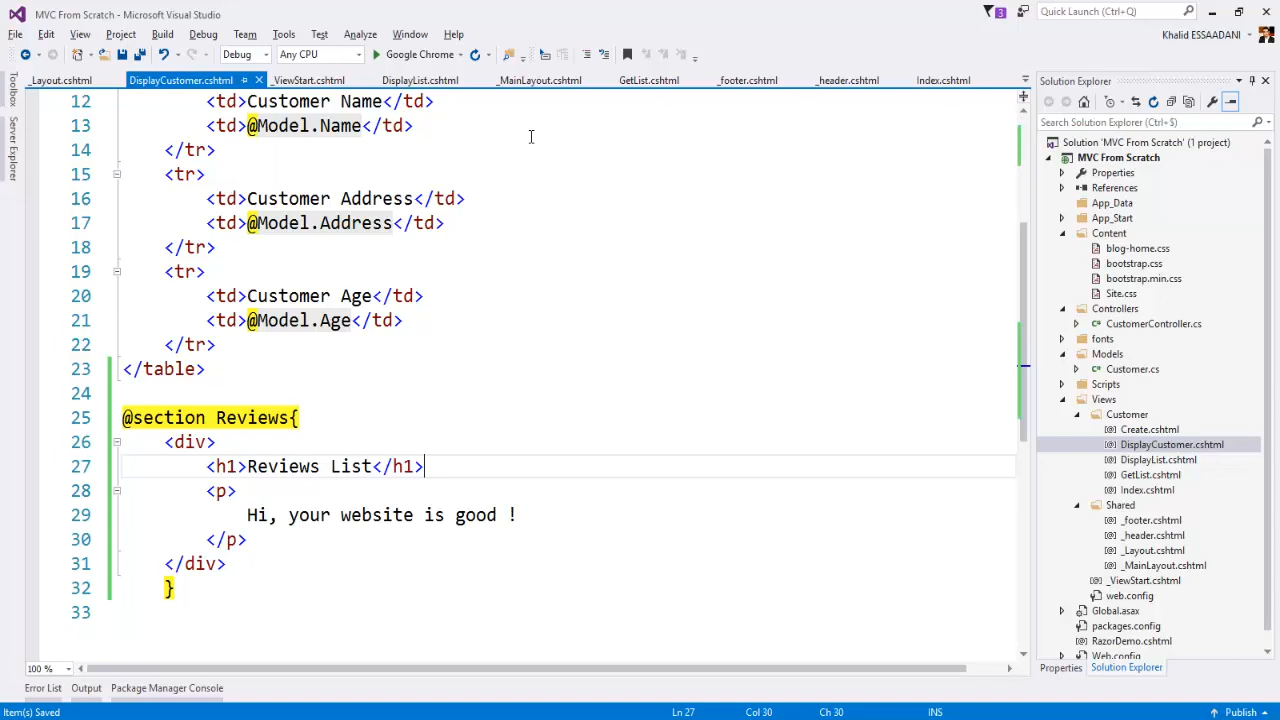 MVC From Scratch - Microsoft Visual Studio
3
Quick Launch (Ctrl+Q)
File Edit View Project Build Debug Team Tools Test Analyze Window Help
Khalid ESSAADANI
Debug Any CPU Google Chrome
_Layout.cshtml DisplayCustomer.cshtml _ViewStart.cshtml DisplayList.cshtml _MainLayout.cshtml GetList.cshtml _footer.cshtml _header.cshtml Index.cshtml
Toolbox
Server Explorer
12 <td>Customer Name</td>
13 <td>@Model.Name</td>
14 </tr>
15 <tr>
16 <td>Customer Address</td>
17 <td>@Model.Address</td>
18 </tr>
19 <tr>
20 <td>Customer Age</td>
21 <td>@Model.Age</td>
22 </tr>
23 </table>
24
25 @section Reviews{
26 <div>
27 <h1>Reviews List</h1>
28 <p>
29 Hi, your website is good !
30 </p>
31 </div>
32 }
33
100 %
Solution Explorer
Search Solution Explorer (Ctrl+$)
Solution 'MVC From Scratch' (1 project)
MVC From Scratch
Properties
References
App_Data
App_Start
Content
blog-home.css
bootstrap.css
bootstrap.min.css
Site.css
Controllers
CustomerController.cs
fonts
Models
Customer.cs
Scripts
Views
Customer
Create.cshtml
DisplayCustomer.cshtml
DisplayList.cshtml
GetList.cshtml
Index.cshtml
Shared
_footer.cshtml
_header.cshtml
_Layout.cshtml
_MainLayout.cshtml
_ViewStart.cshtml
web.config
Global.asax
packages.config
RazorDemo.cshtml
Web.config
Properties Solution Explorer
Error List Output Package Manager Console
Item(s) Saved Ln 27 Col 30 Ch 30 INS Publish